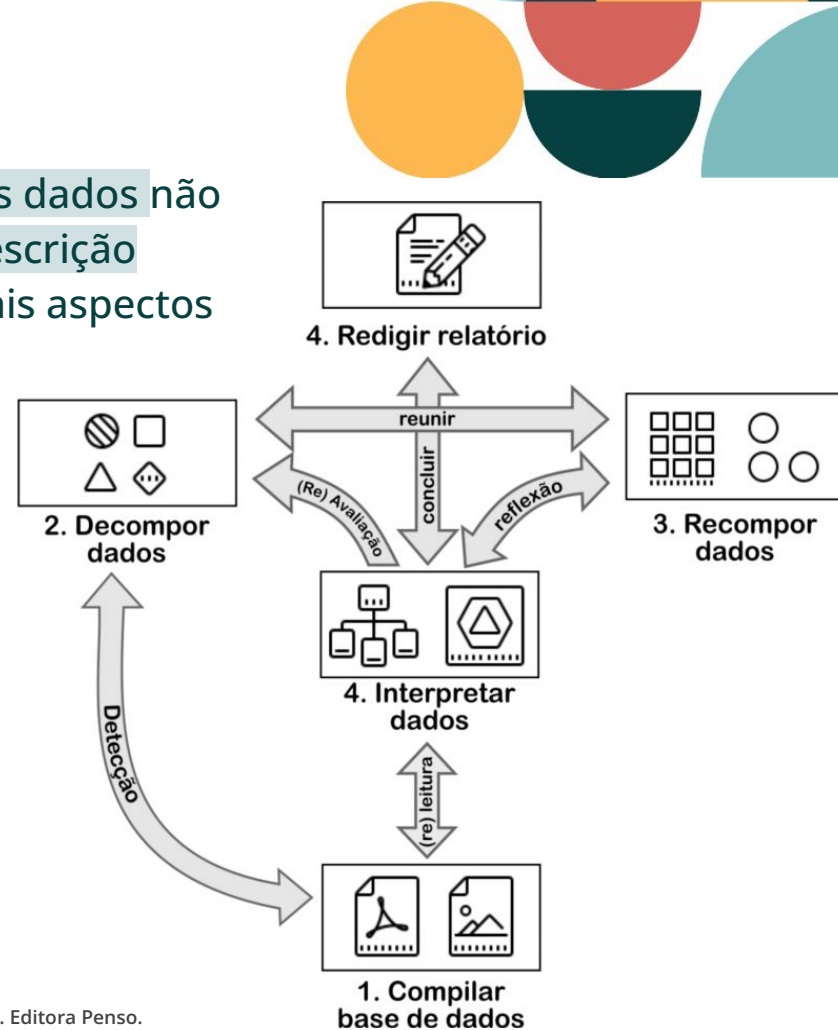 s dados não
escrição
ais aspectos
4. Redigir relatório
reunir
concluir
(Re) Avaliação
reflexão
2. Decompor
dados
3. Recompor
dados
4. Interpretar
dados
Detecção
(re) leitura
1. Compilar
base de dados
. Editora Penso.